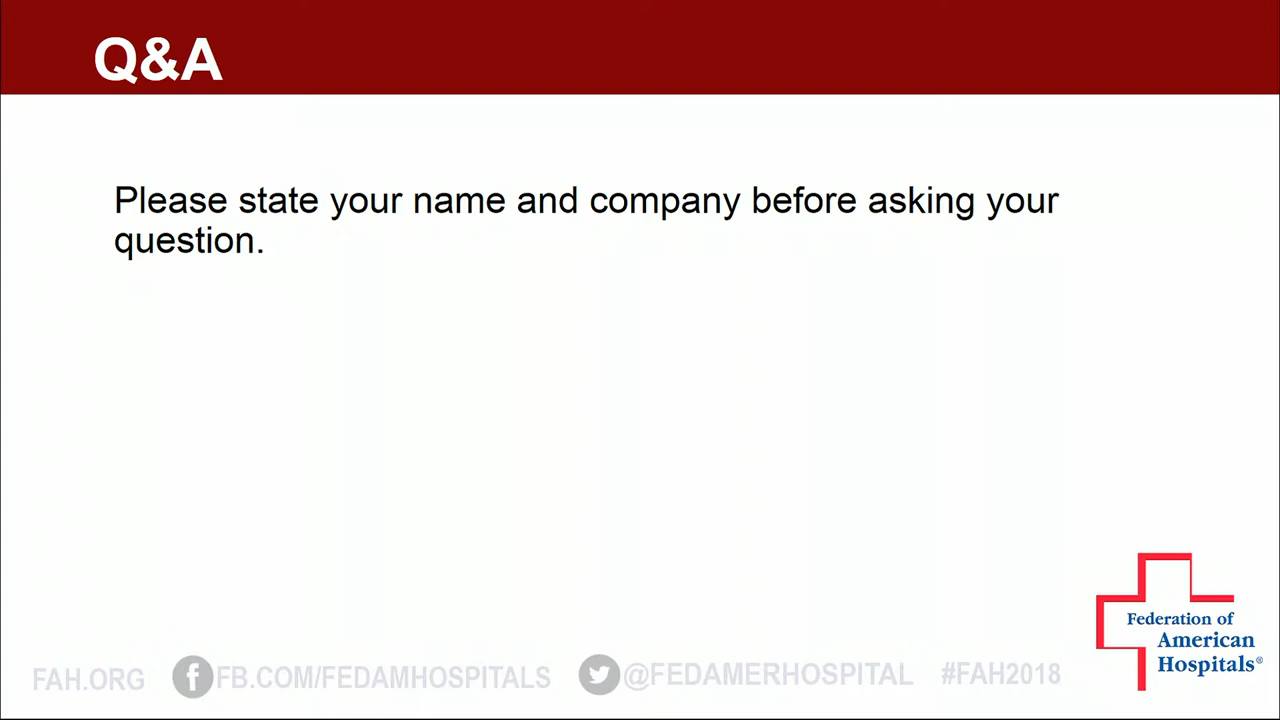 Q&A
Please state your name and company before asking your
question.
Federation of
American
Hospitals®
FAH.ORG
FB.COM/FEDAMHOSPITALS
@FEDAMERHOSPITAL
#FAH2018